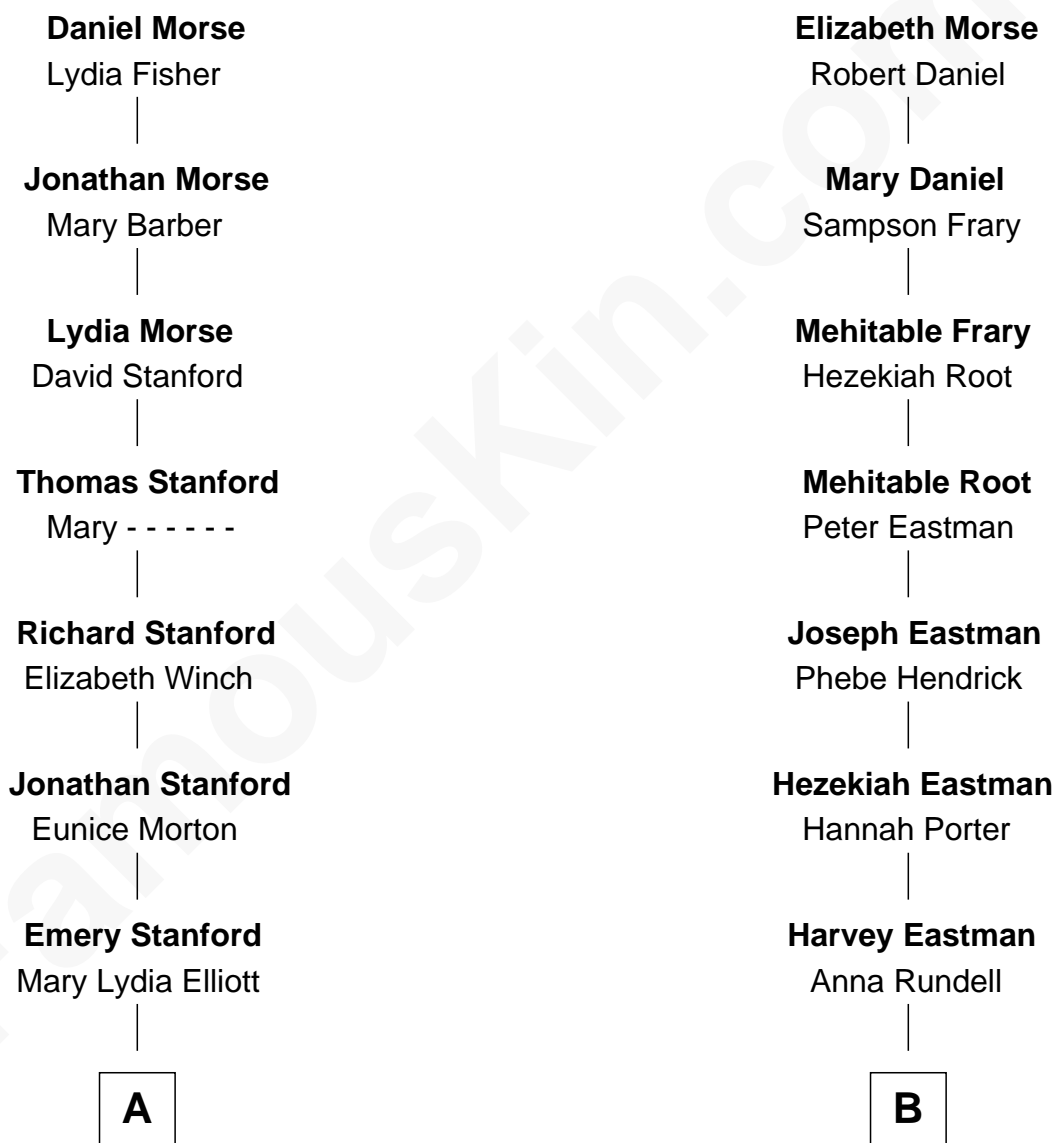 Daniel Morse
Lydia Fisher
Jonathan Morse
Mary Barber
Lydia Morse
David Stanford
Thomas Stanford
Mary - - - - - -
Richard Stanford
Elizabeth Winch
Jonathan Stanford
Eunice Morton
Emery Stanford
Mary Lydia Elliott
A
Elizabeth Morse
Robert Daniel
Mary Daniel
Sampson Frary
Mehitable Frary
Hezekiah Root
Mehitable Root
Peter Eastman
Joseph Eastman
Phebe Hendrick
Hezekiah Eastman
Hannah Porter
Harvey Eastman
Anna Rundell
B
FamousKin.com